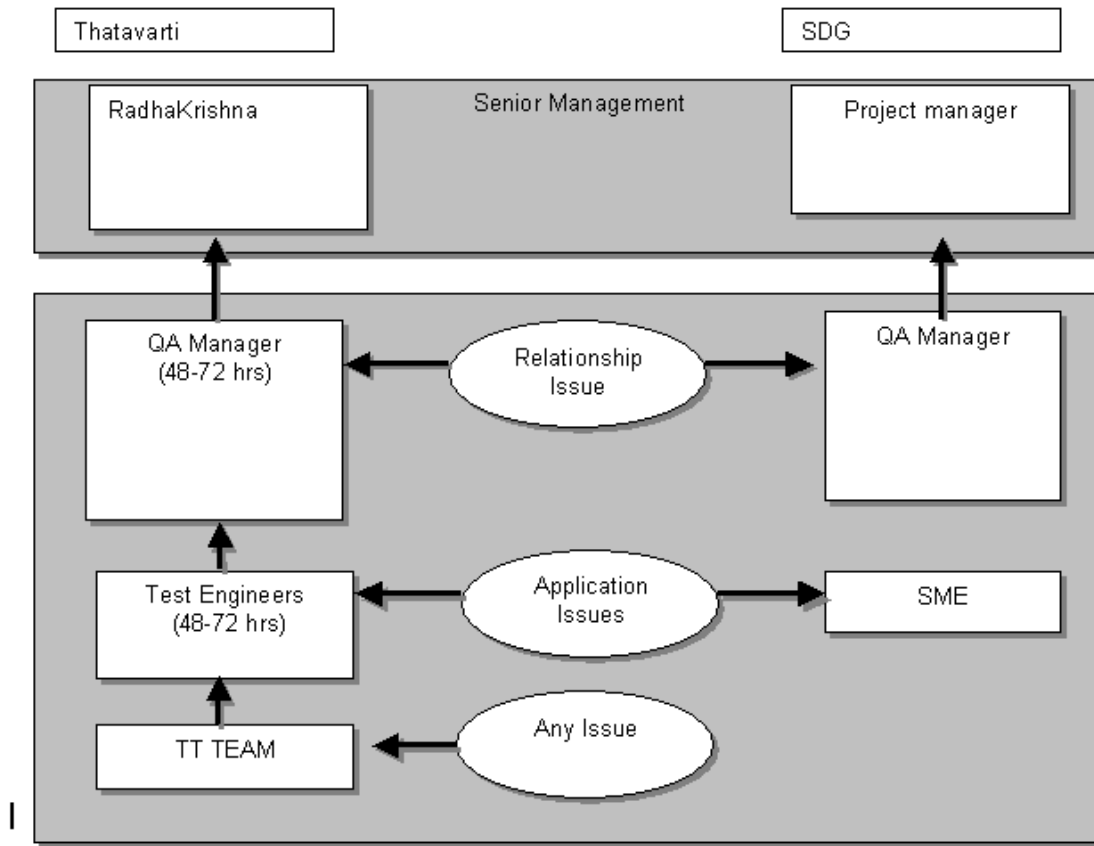 Thatavarti
SDG
RadhaKrishna
Senior Management
Project manager
QA Manager
(48-72 hrs)
Relationship
Issue
QA Manager
Test Engineers
(48-72 hrs)
Application
Issues
SME
TT TEAM
Any Issue
l